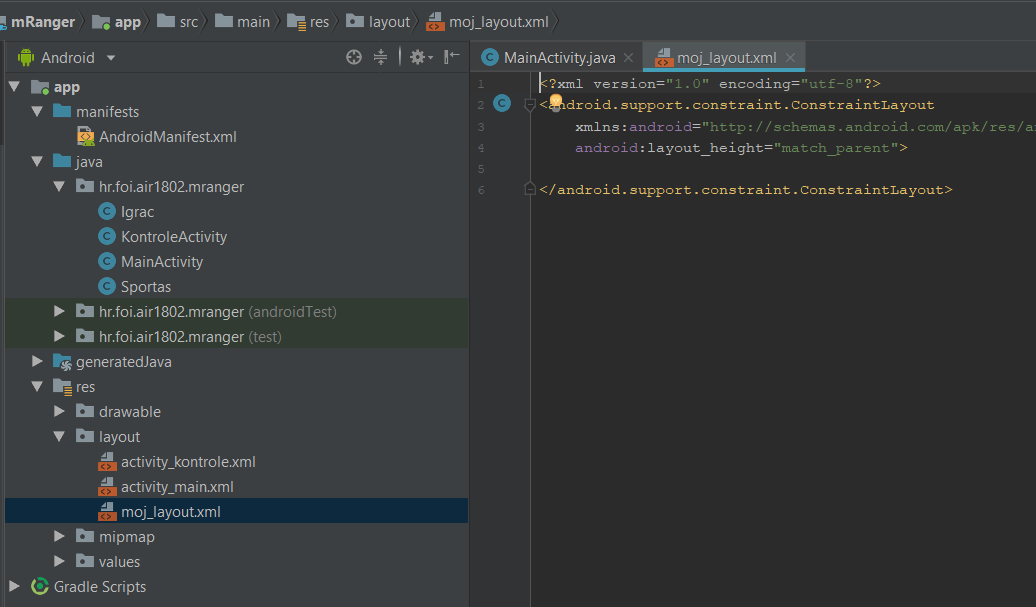 mRanger app src main res layout moj_layout.xml
Android
MainActivity.java moj_layout.xml
app
manifests
AndroidManifest.xml
java
hr.foi.air1802.mranger
Igrac
KontroleActivity
MainActivity
Sportas
hr.foi.air1802.mranger (androidTest)
hr.foi.air1802.mranger (test)
generatedJava
res
drawable
layout
activity_kontrole.xml
activity_main.xml
moj_layout.xml
mipmap
values
Gradle Scripts
1 <?xml version="1.0" encoding="utf-8"?>
2 <android.support.constraint.ConstraintLayout
3 xmlns:android="http://schemas.android.com/apk/res/a
4 android:layout_height="match_parent">
5
6 </android.support.constraint.ConstraintLayout>